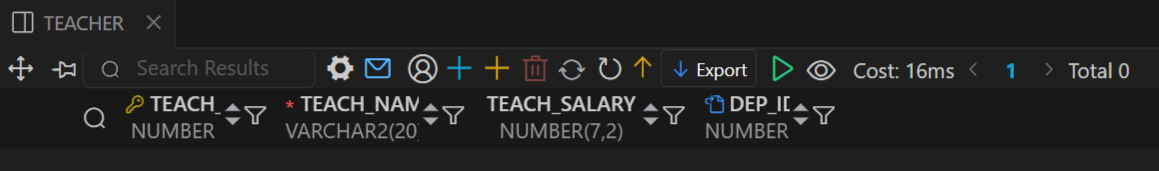 TEACHER
Search Results
Export
Cost: 16ms
1
Total 0
TEACH_
* TEACH_NAM
TEACH_SALARY
DEP_ID
NUMBER
VARCHAR2(20)
NUMBER(7,2)
NUMBER